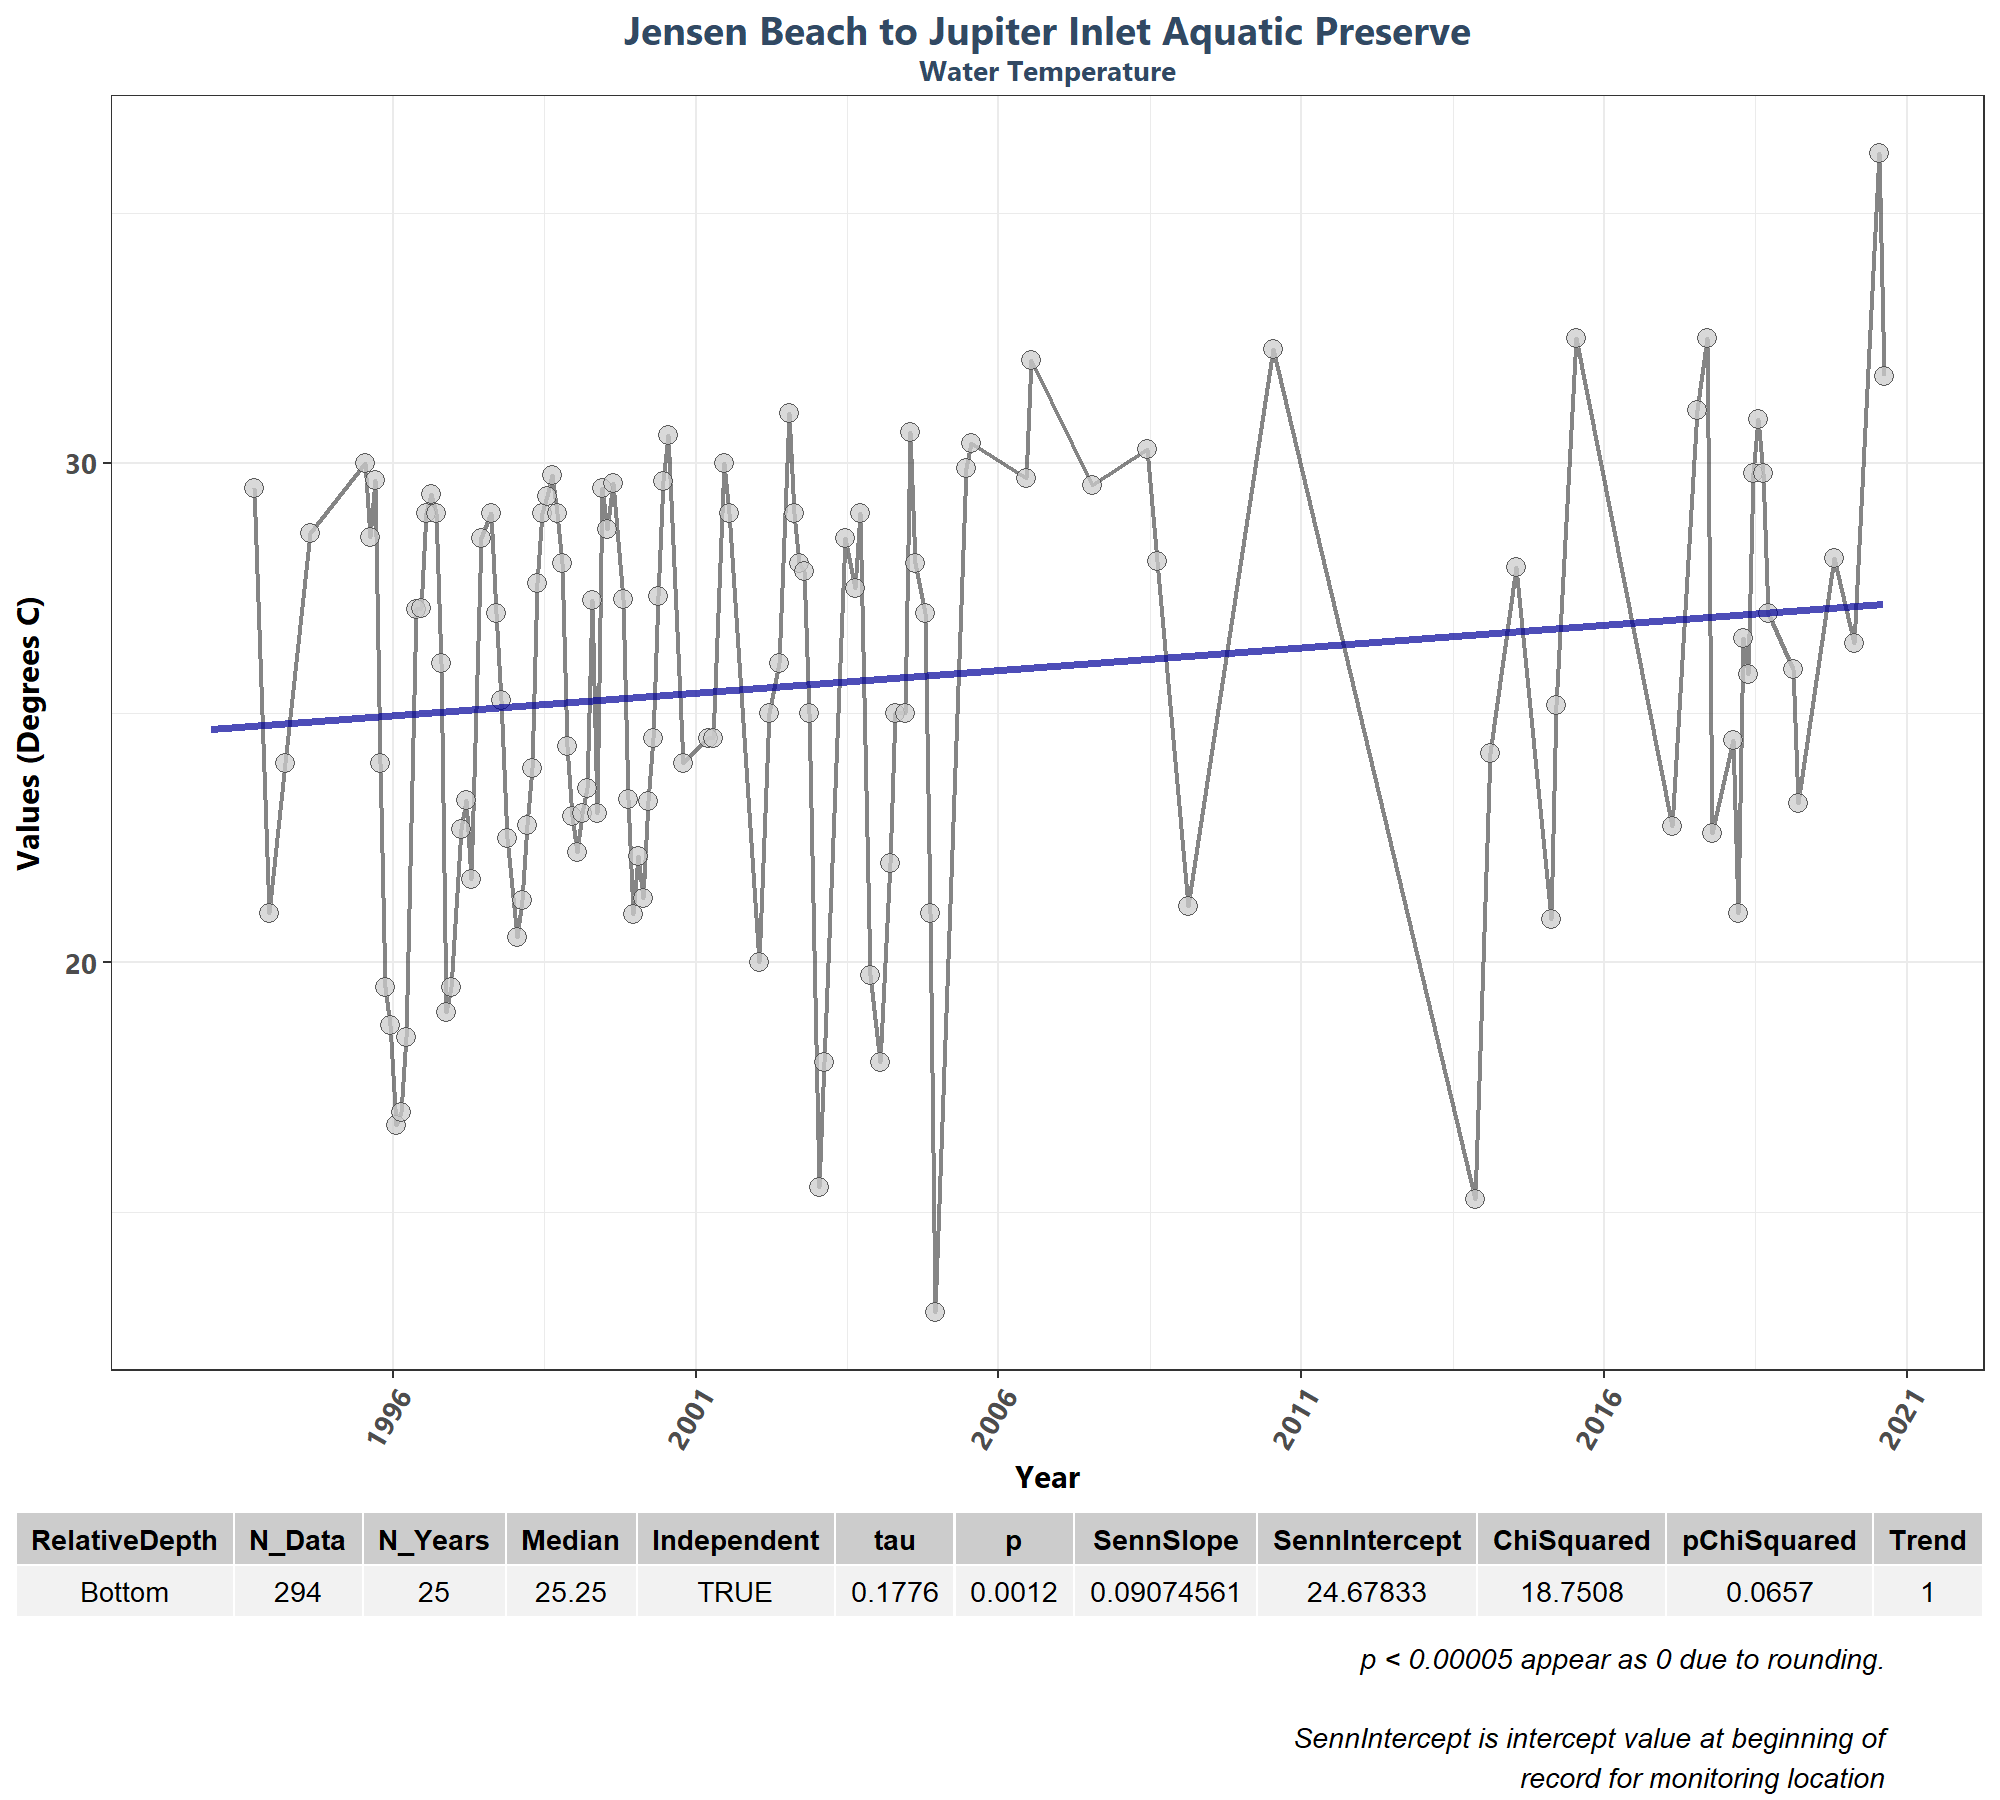 Jensen Beach to Jupiter Inlet Aquatic Preserve
Water Temperature
Values (Degrees C)
30
20
1996 2001 2006 2011 2016 2021
Year
RelativeDepth N_Data N_Years Median Independent tau p SennSlope SennIntercept ChiSquared pChiSquared Trend
Bottom 294 25 25.25 TRUE 0.1776 0.0012 0.09074561 24.67833 18.7508 0.0657 1
p < 0.00005 appear as 0 due to rounding.
SennIntercept is intercept value at beginning of
record for monitoring location